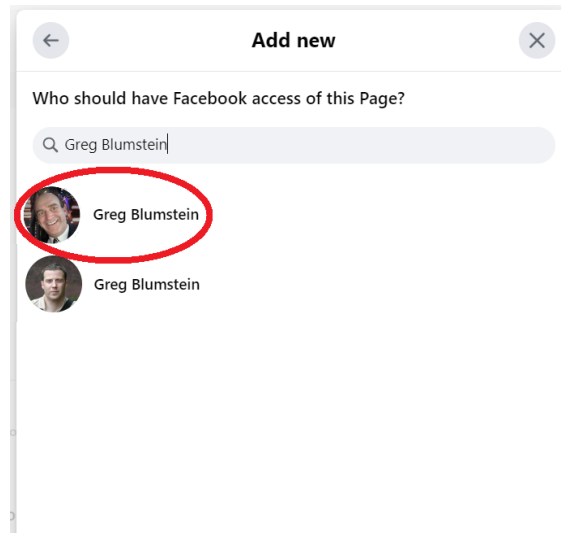 Add new
Who should have Facebook access of this Page?
Greg Blumstein
Greg Blumstein
Greg Blumstein